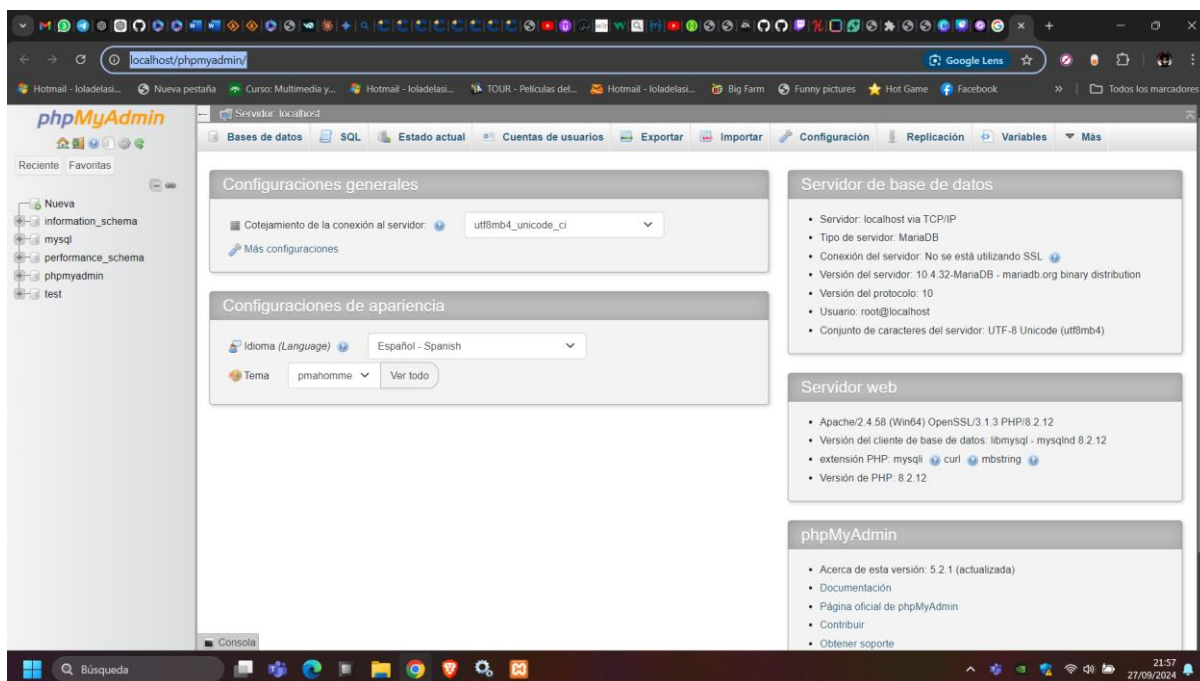 localhost/phpmyadmin/
Google Lens
Hotmail - loladelasi...
Nueva pestaña
Curso: Multimedia y...
Hotmail - loladelasi...
TOUR - Películas del...
Hotmail - loladelasi...
Big Farm
Funny pictures
Hot Game
Facebook
»
Todos los marcadores
phpMyAdmin
Reciente
Favoritas
Nueva
information_schema
mysql
performance_schema
phpmyadmin
test
Servidor: localhost
Bases de datos
SQL
Estado actual
Cuentas de usuarios
Exportar
Importar
Configuración
Replicación
Variables
Más
Configuraciones generales
Cotejamiento de la conexión al servidor:
utf8mb4_unicode_ci
Más configuraciones
Configuraciones de apariencia
Idioma (Language)
Español - Spanish
Tema
pmahomme
Ver todo
Servidor de base de datos
• Servidor: localhost via TCP/IP
• Tipo de servidor: MariaDB
• Conexión del servidor: No se está utilizando SSL
• Versión del servidor: 10.4.32-MariaDB - mariadb.org binary distribution
• Versión del protocolo: 10
• Usuario: root@localhost
• Conjunto de caracteres del servidor: UTF-8 Unicode (utf8mb4)
Servidor web
• Apache/2.4.58 (Win64) OpenSSL/3.1.3 PHP/8.2.12
• Versión del cliente de base de datos: libmysql - mysqlnd 8.2.12
• extensión PHP: mysqli curl mbstring
• Versión de PHP: 8.2.12
phpMyAdmin
• Acerca de esta versión: 5.2.1 (actualizada)
• Documentación
• Página oficial de phpMyAdmin
• Contribuir
• Obtener soporte
Consola
Búsqueda
21:57
27/09/2024